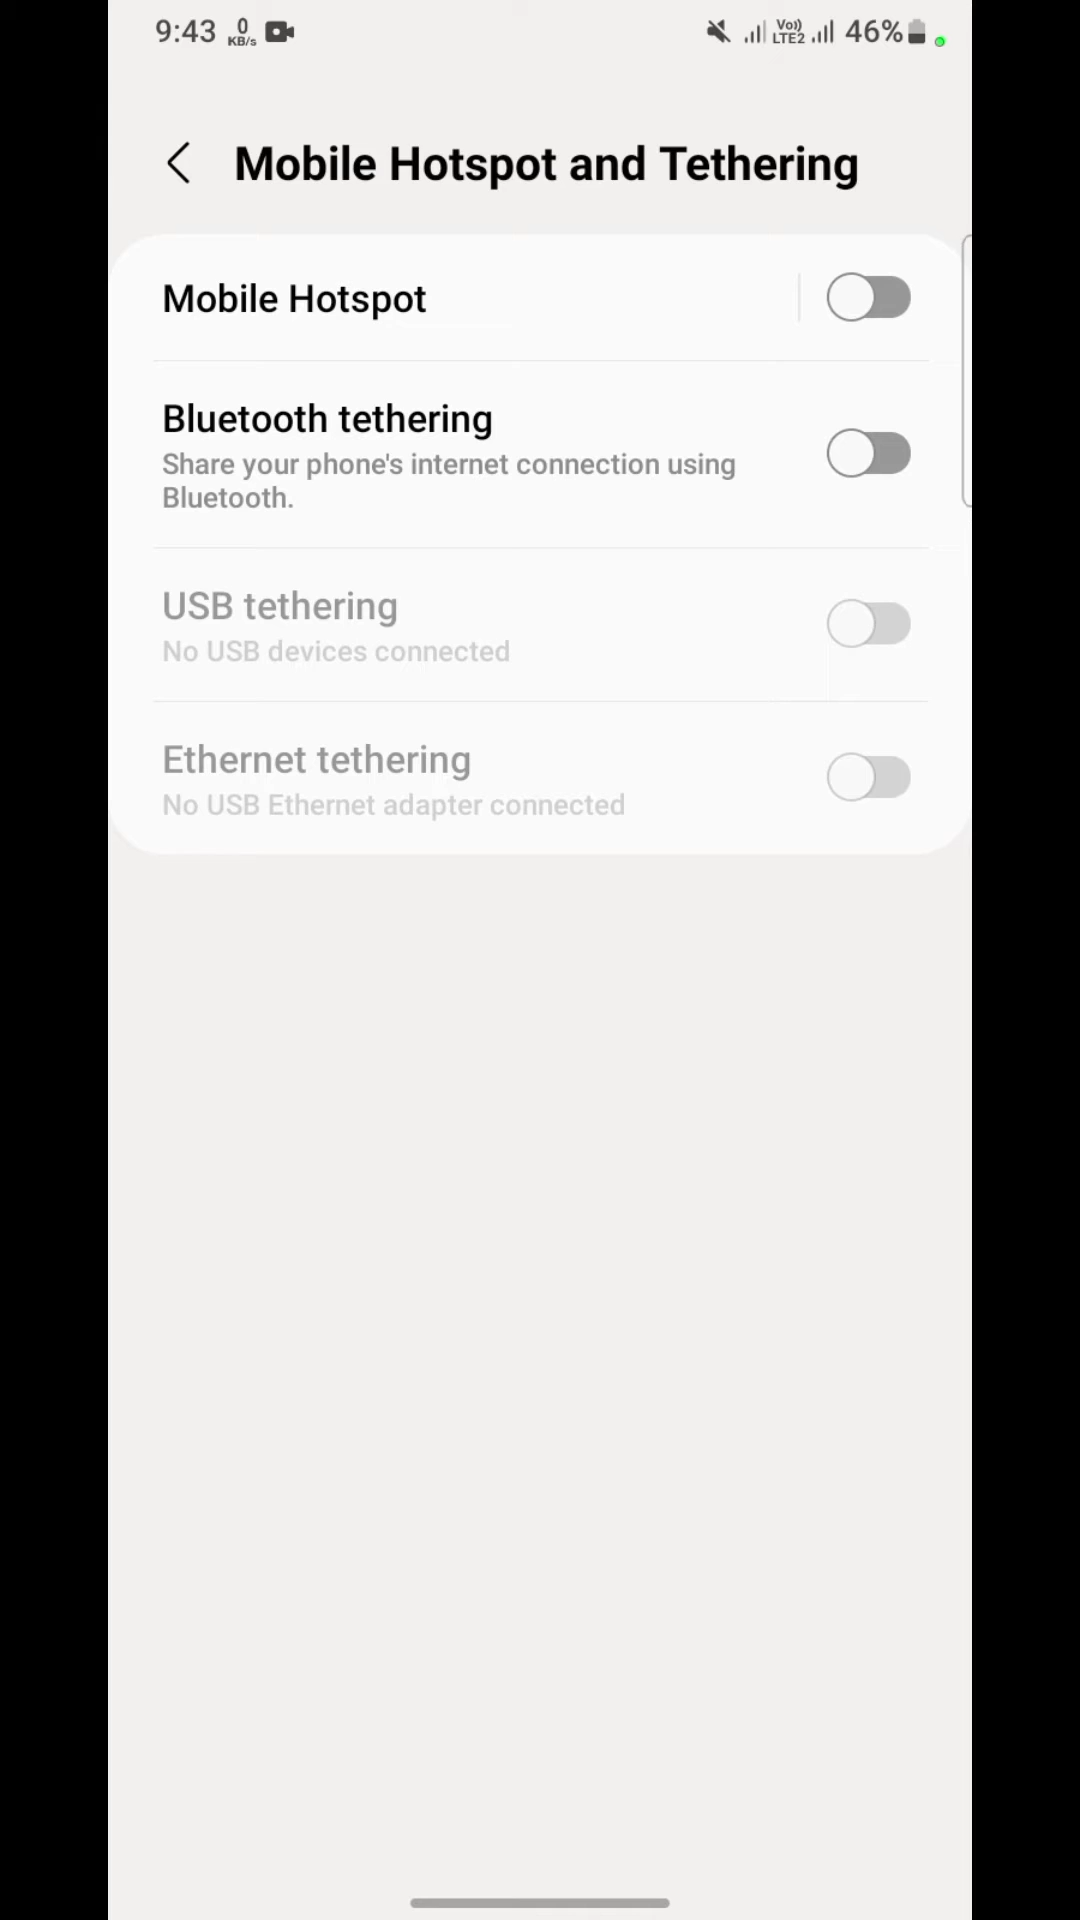 9:43 0 KB/s Vo)) LTE2 46%
Mobile Hotspot and Tethering
Mobile Hotspot
Bluetooth tethering
Share your phone's internet connection using
Bluetooth.
USB tethering
No USB devices connected
Ethernet tethering
No USB Ethernet adapter connected